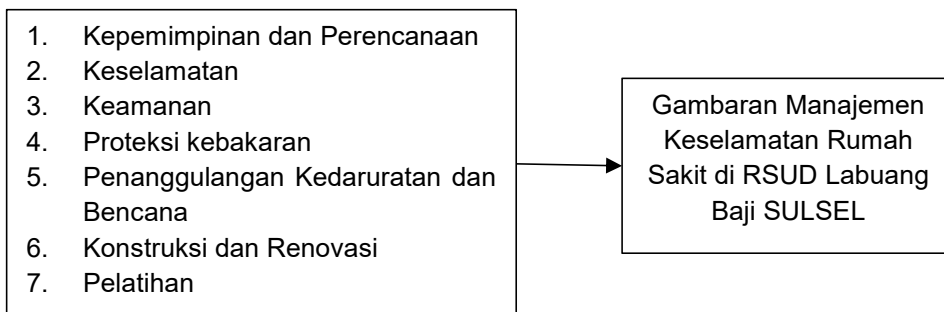 1. Kepemimpinan dan Perencanaan
2. Keselamatan
3. Keamanan
4. Proteksi kebakaran
5. Penanggulangan Kedaruratan dan
Bencana
6. Konstruksi dan Renovasi
7. Pelatihan
Gambaran Manajemen
Keselamatan Rumah
Sakit di RSUD Labuang
Baji SULSEL